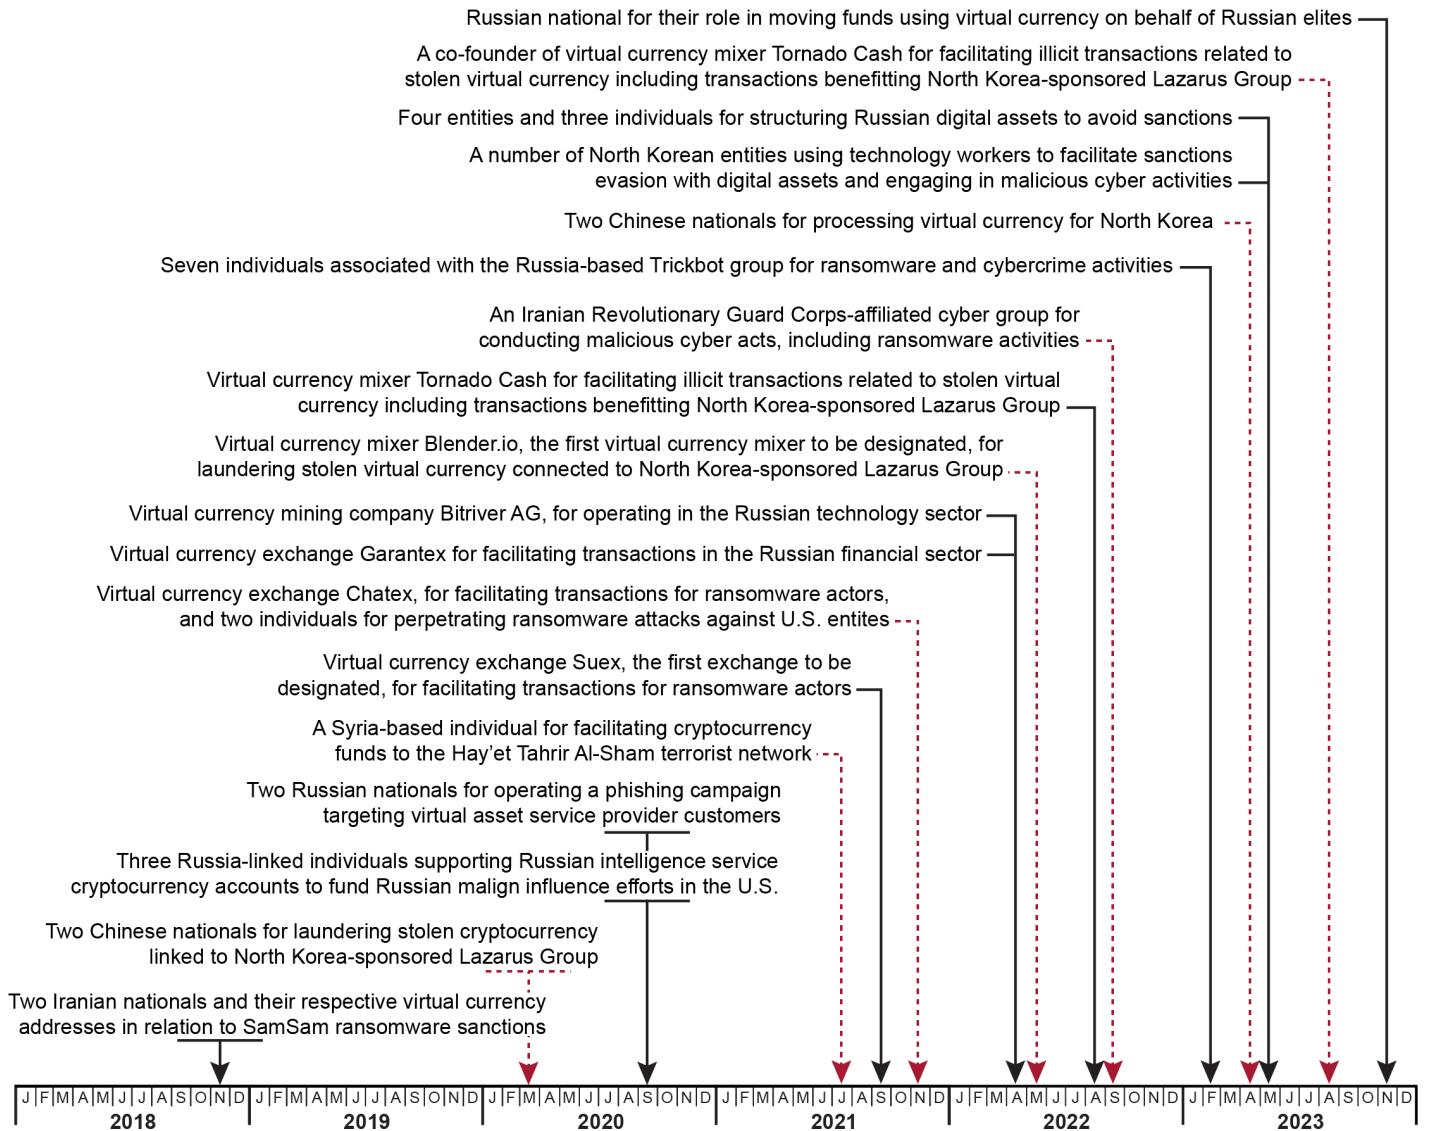 Russian national for their role in moving funds using virtual currency on behalf of Russian elites
A co-founder of virtual currency mixer Tornado Cash for facilitating illicit transactions related to
stolen virtual currency including transactions benefitting North Korea-sponsored Lazarus Group
Four entities and three individuals for structuring Russian digital assets to avoid sanctions
A number of North Korean entities using technology workers to facilitate sanctions
evasion with digital assets and engaging in malicious cyber activities
Two Chinese nationals for processing virtual currency for North Korea
Seven individuals associated with the Russia-based Trickbot group for ransomware and cybercrime activities
An Iranian Revolutionary Guard Corps-affiliated cyber group for
conducting malicious cyber acts, including ransomware activities
Virtual currency mixer Tornado Cash for facilitating illicit transactions related to stolen virtual
currency including transactions benefitting North Korea-sponsored Lazarus Group
Virtual currency mixer Blender.io, the first virtual currency mixer to be designated, for
laundering stolen virtual currency connected to North Korea-sponsored Lazarus Group
Virtual currency mining company Bitriver AG, for operating in the Russian technology sector
Virtual currency exchange Garantex for facilitating transactions in the Russian financial sector
Virtual currency exchange Chatex, for facilitating transactions for ransomware actors,
and two individuals for perpetrating ransomware attacks against U.S. entites
Virtual currency exchange Suex, the first exchange to be
designated, for facilitating transactions for ransomware actors
A Syria-based individual for facilitating cryptocurrency
funds to the Hay'et Tahrir Al-Sham terrorist network
Two Russian nationals for operating a phishing campaign
targeting virtual asset service provider customers
Three Russia-linked individuals supporting Russian intelligence service
cryptocurrency accounts to fund Russian malign influence efforts in the U.S.
Two Chinese nationals for laundering stolen cryptocurrency
linked to North Korea-sponsored Lazarus Group
Two Iranian nationals and their respective virtual currency
addresses in relation to SamSam ransomware sanctions
J F M A M J J A S O N D J F M A M J J A S O N D J F M A M J J A S O N D J F M A M J J A S O N D J F M A M J J A S O N D J F M A M J J A S O N D
2018 2019 2020 2021 2022 2023